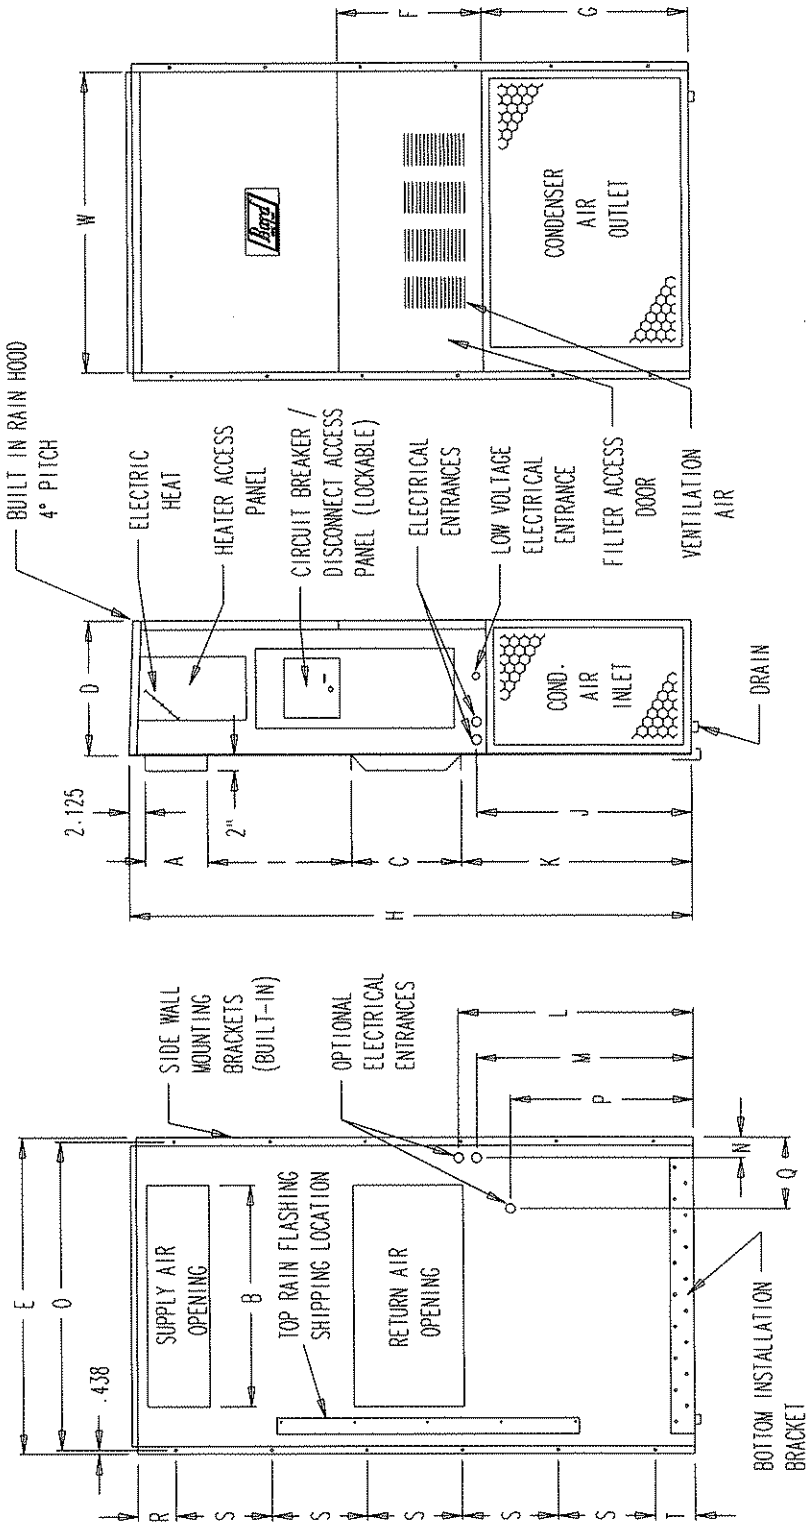 E
O
.438
SUPPLY AIR
OPENING
B
TOP RAIN FLASHING
SHIPPING LOCATION
RETURN AIR
OPENING
SIDE WALL
MOUNTING
BRACKETS
(BUILT-IN)
OPTIONAL
ELECTRICAL
ENTRANCES
L
M
P
N
Q
R
S
S
S
S
S
T
BOTTOM INSTALLATION
BRACKET
BUILT IN RAIN HOOD
4° PITCH
D
2.125
A
2"
I
C
K
J
H
ELECTRIC
HEAT
HEATER ACCESS
PANEL
CIRCUIT BREAKER /
DISCONNECT ACCESS
PANEL (LOCKABLE)
ELECTRICAL
ENTRANCES
LOW VOLTAGE
ELECTRICAL
ENTRANCE
COND.
AIR
INLET
DRAIN
W
F
G
Bard
CONDENSER
AIR
OUTLET
FILTER ACCESS
DOOR
VENTILATION
AIR